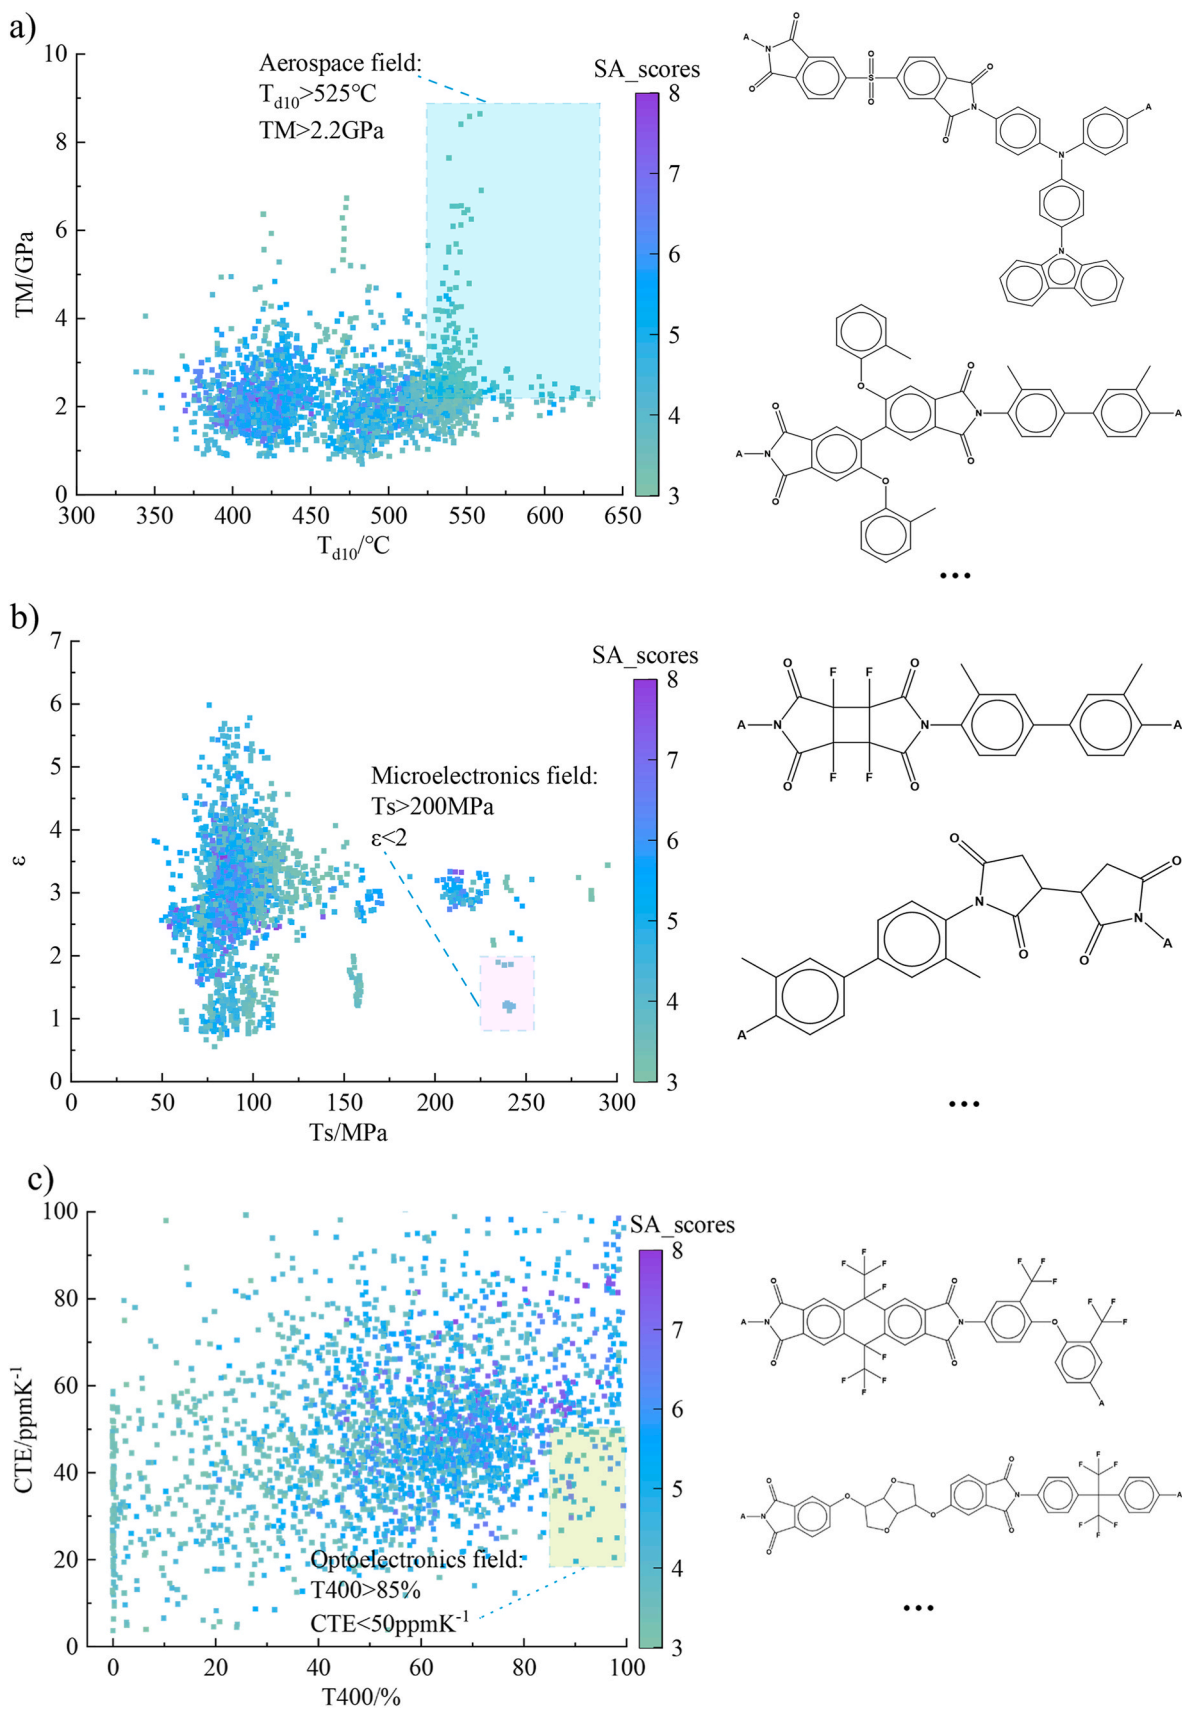 a)
Aerospace field:
T_d10>525℃
TM>2.2GPa
SA_scores
10
8
6
4
2
0
TM/GPa
300 350 400 450 500 550 600 650
T_d10/℃
8
7
6
5
4
3
A
N
O
O
O
S
O
O
O
N
O
A
N
N
O
O
O
N
O
A
O
N
A
O
O
•••
b)
SA_scores
7
6
5
4
3
2
1
0
ε
Microelectronics field:
Ts>200MPa
ε<2
0 50 100 150 200 250 300
Ts/MPa
8
7
6
5
4
3
O F F O
A N N A
O F F O
O O
N
O O N
A
A
•••
c)
SA_scores
100
80
60
40
20
0
CTE/ppmK⁻¹
Optoelectronics field:
T400>85%
CTE<50ppmK⁻¹
0 20 40 60 80 100
T400/%
8
7
6
5
4
3
F
F F F F
F F
O F O F F
A N N O F
O F O
F
F F A
O O F F
O O F F
A N O O N A
O O O F F F
•••